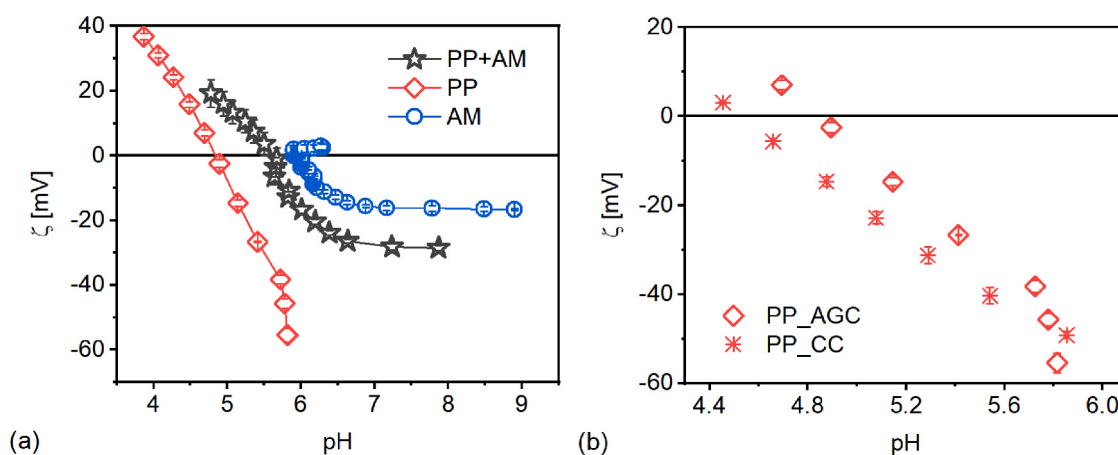 40
20
0
-20
-40
-60
ζ [mV]
4 5 6 7 8 9
pH
PP+AM
PP
AM
(a)
20
0
-20
-40
-60
ζ [mV]
4.4 4.8 5.2 5.6 6.0
pH
PP_AGC
PP_CC
(b)